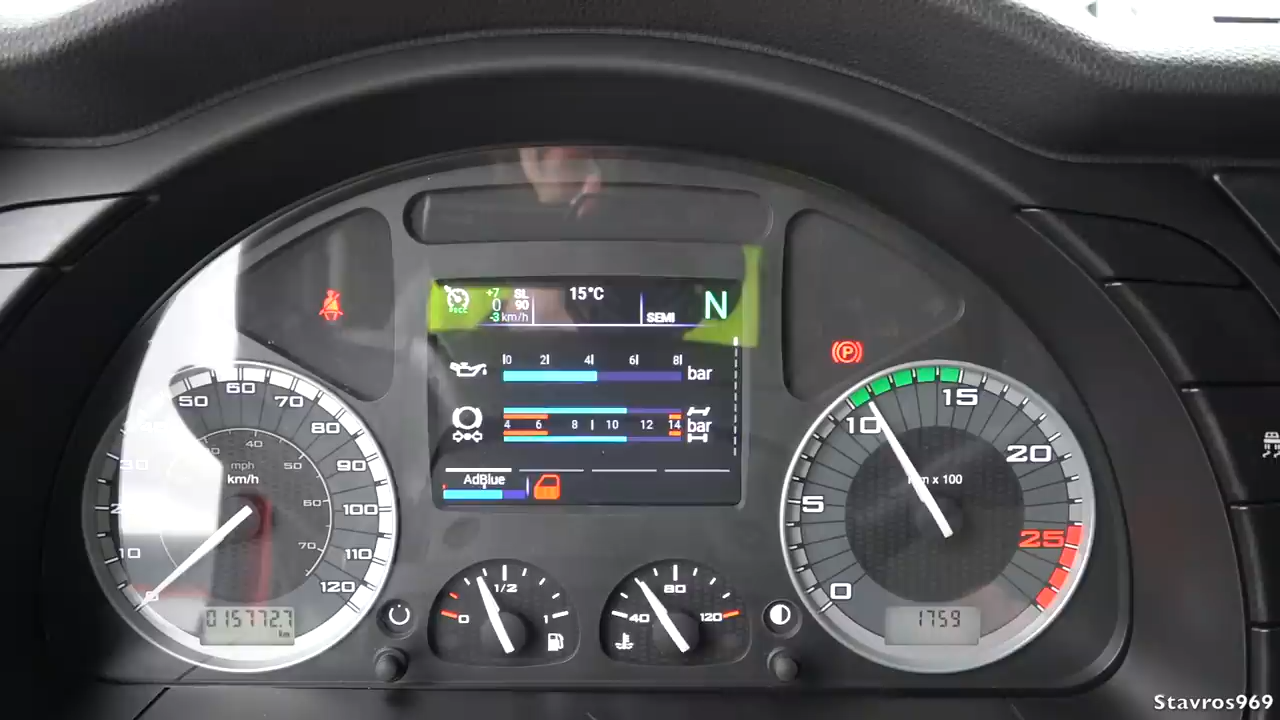 +7 SL 15°C
0 90 SEMI N
-3 km/h
0 2 4 6 8
bar
4 6 8 10 12 14
bar
AdBlue
10 30 50 60 70 80 90 100 110 120
40 50 60 70
mph
km/h
015772.7
km
0 1/2 1
40 80 120
0 5 10 15 20 25
x 100
1759
P
Stavros969